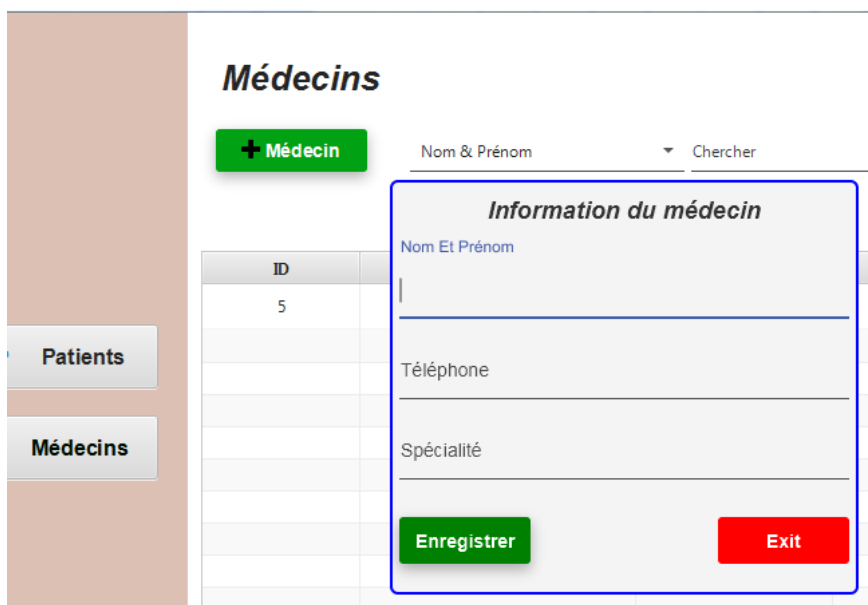 Médecins
Médecin
Nom & Prénom
Chercher
Information du médecin
Nom Et Prénom
ID
5
Patients
Téléphone
Médecins
Spécialité
Enregistrer
Exit